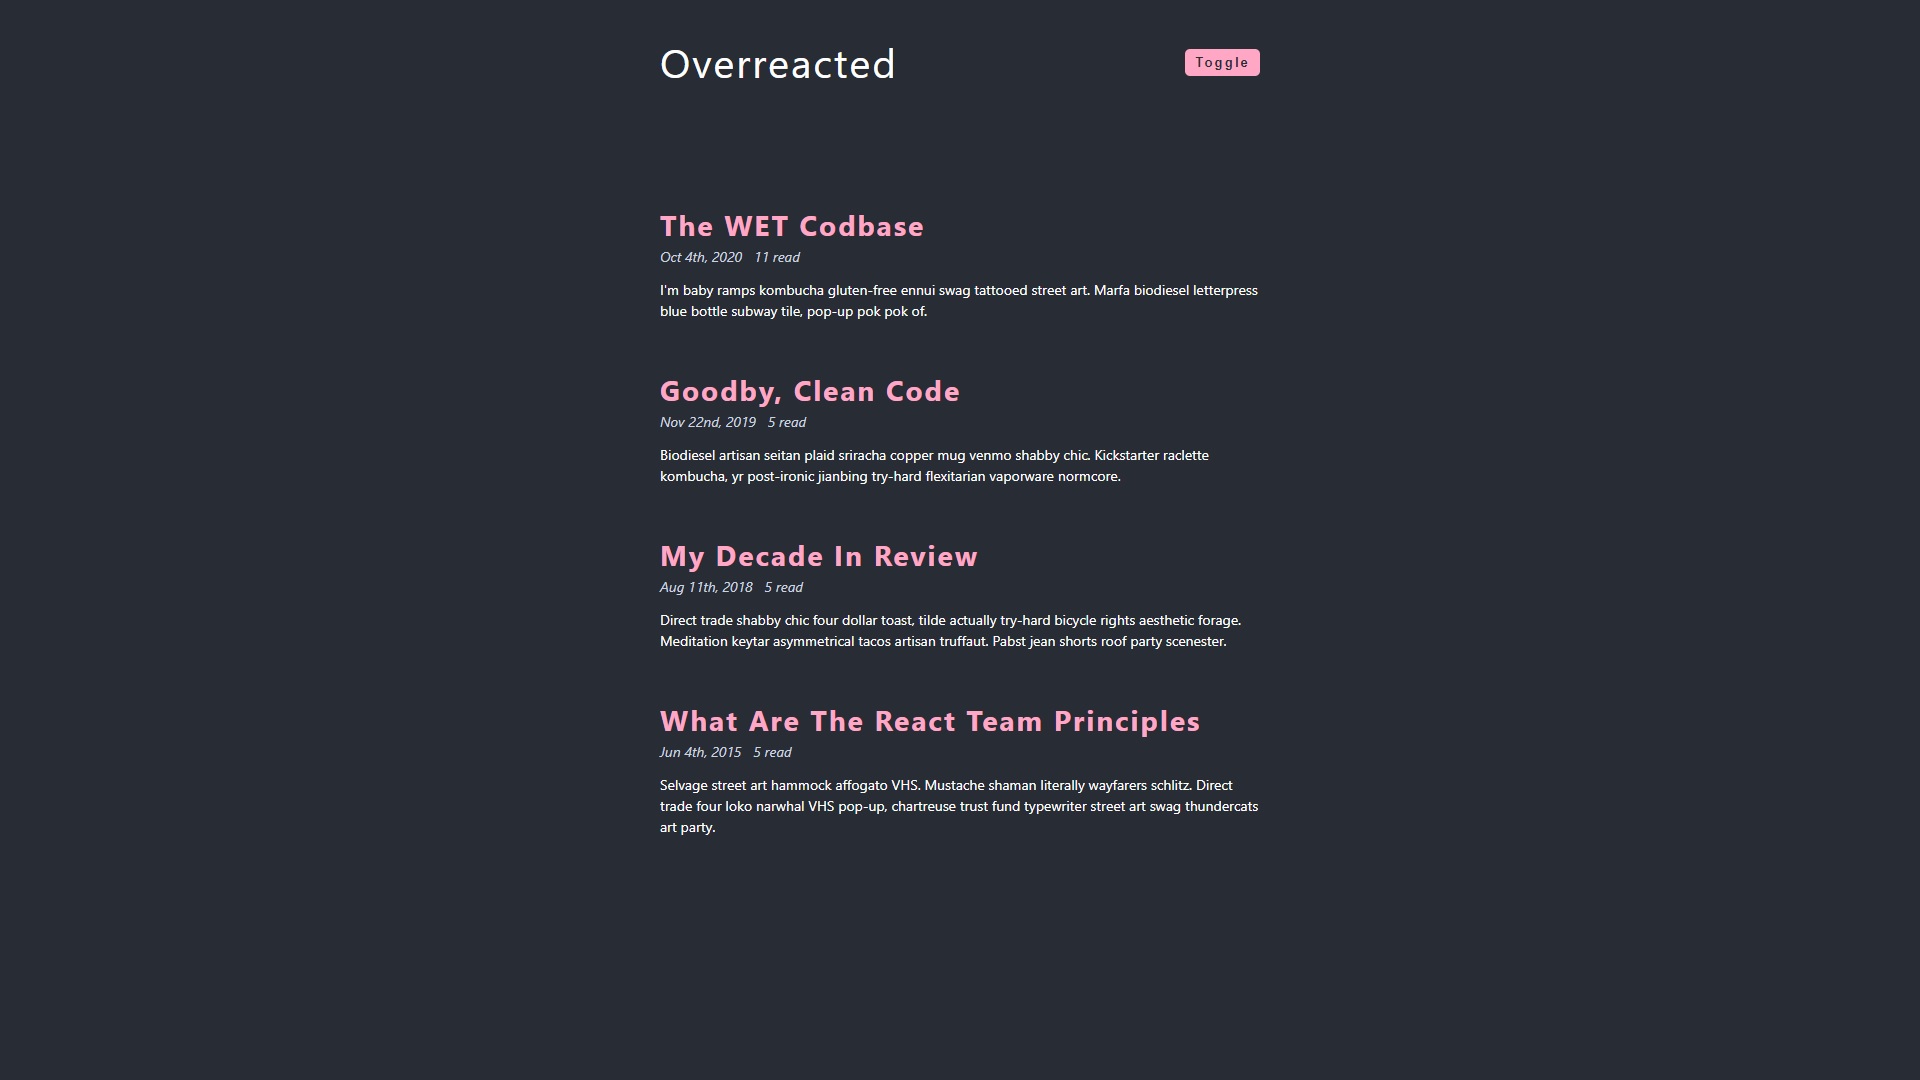 Overreacted
Toggle
The WET Codbase
Oct 4th, 2020 11 read
I'm baby ramps kombucha gluten-free ennui swag tattooed street art. Marfa biodiesel letterpress
blue bottle subway tile, pop-up pok pok of.
Goodby, Clean Code
Nov 22nd, 2019 5 read
Biodiesel artisan seitan plaid sriracha copper mug venmo shabby chic. Kickstarter raclette
kombucha, yr post-ironic jianbing try-hard flexitarian vaporware normcore.
My Decade In Review
Aug 11th, 2018 5 read
Direct trade shabby chic four dollar toast, tilde actually try-hard bicycle rights aesthetic forage.
Meditation keytar asymmetrical tacos artisan truffaut. Pabst jean shorts roof party scenester.
What Are The React Team Principles
Jun 4th, 2015 5 read
Selvage street art hammock affogato VHS. Mustache shaman literally wayfarers schlitz. Direct
trade four loko narwhal VHS pop-up, chartreuse trust fund typewriter street art swag thundercats
art party.